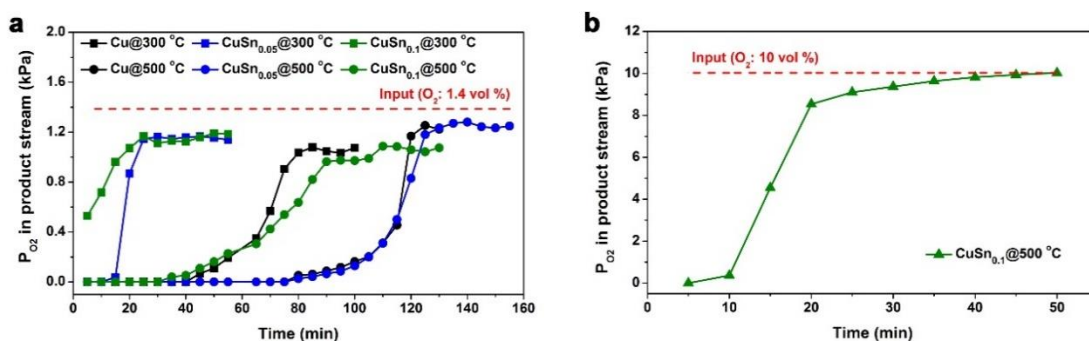 a
P_O2 in product stream (kPa)
2.0
1.6
1.2
0.8
0.4
0.0
Cu@300 °C
CuSn0.05@300 °C
CuSn0.1@300 °C
Cu@500 °C
CuSn0.05@500 °C
CuSn0.1@500 °C
Input (O2: 1.4 vol %)
0 20 40 60 80 100 120 140 160
Time (min)
b
P_O2 in product stream (kPa)
12
10
8
6
4
2
0
Input (O2: 10 vol %)
CuSn0.1@500 °C
0 10 20 30 40 50
Time (min)